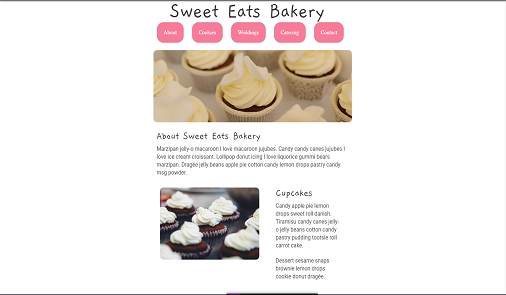 Sweet Eats Bakery
About
Cookies
Weddings
Catering
Contact
About Sweet Eats Bakery
Marzipan jelly-o macaroon I love macaroon jujubes. Candy candy canes jujubes I
love ice cream croissant. Lollipop donut icing I love liquorice gummi bears
marzipan. Dragée jelly beans apple pie cotton candy lemon drops pastry candy
msg powder.
Cupcakes
Candy apple pie lemon
drops sweet roll danish.
Tiramisu candy canes jelly-
o jelly beans cotton candy
pastry pudding tootsie roll
carrot cake.
Dessert sesame snaps
brownie lemon drops
cookie donut dragée.